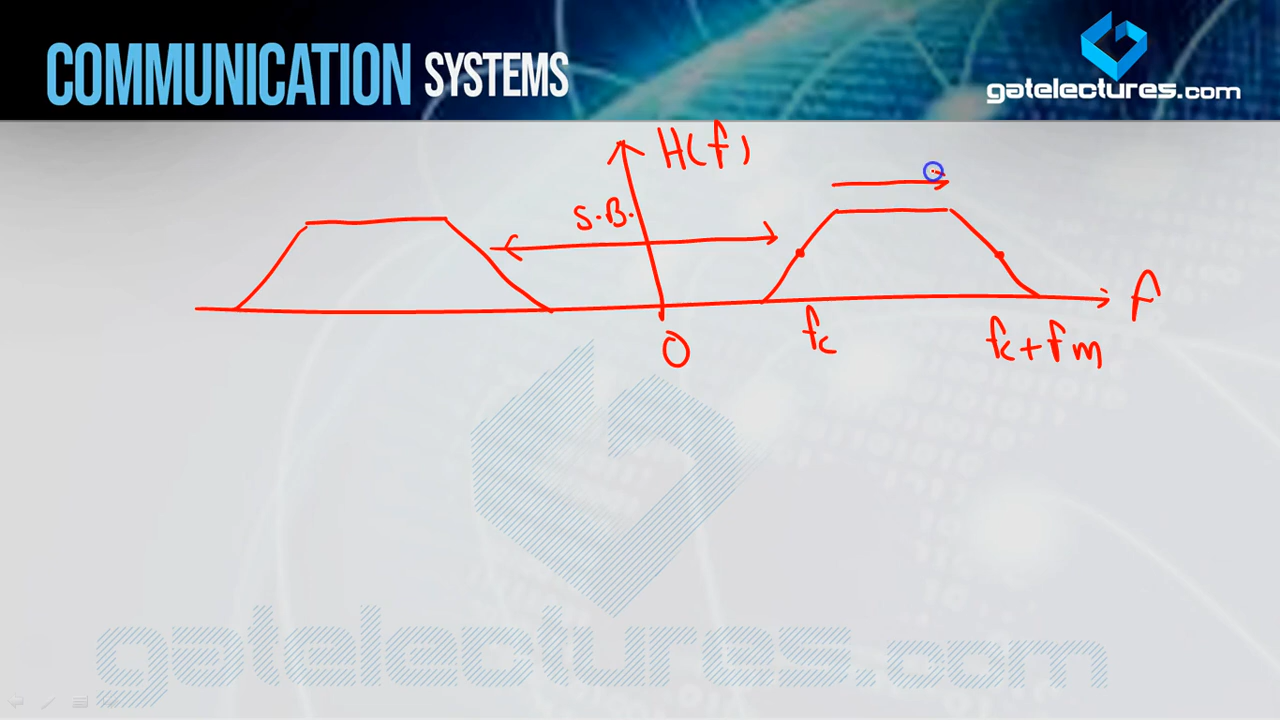 COMMUNICATION SYSTEMS
gatelectures.com
H(f)
S.B.
f
0
fc
fc+fm
gatelectures.com